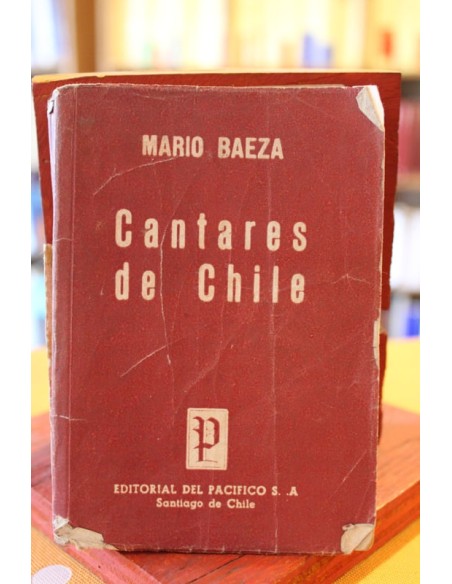 MARIO BAEZA
Cantares
de Chile
P
EDITORIAL DEL PACIFICO S. .A
Santiago de Chile